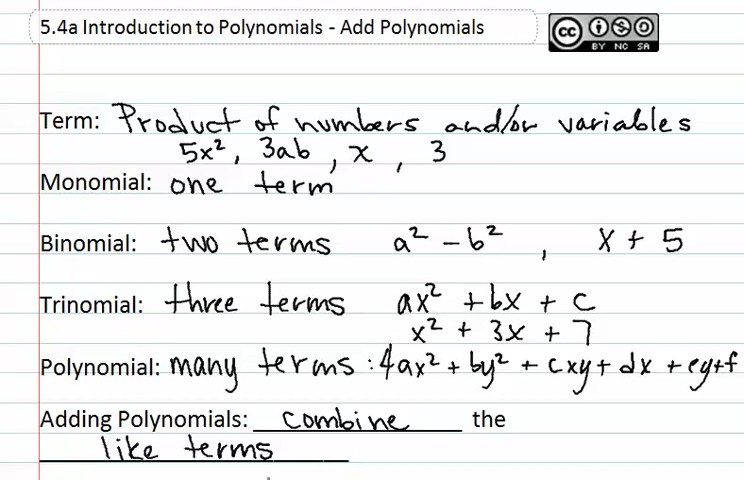 5.4a Introduction to Polynomials - Add Polynomials
cc BY NC SA
Term: Product of numbers and/or variables
5x², 3ab, x, 3
Monomial: one term
Binomial: two terms a² - b², x + 5
Trinomial: three terms ax² + bx + c
x² + 3x + 7
Polynomial: many terms : 4ax² + by² + cxy + dx + ey + f
Adding Polynomials: combine the
like terms